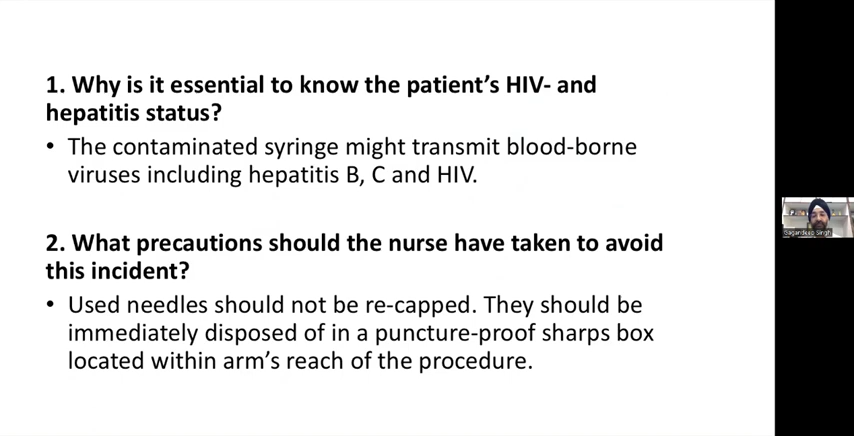 1. Why is it essential to know the patient’s HIV- and
hepatitis status?
• The contaminated syringe might transmit blood-borne
viruses including hepatitis B, C and HIV.
2. What precautions should the nurse have taken to avoid
this incident?
• Used needles should not be re-capped. They should be
immediately disposed of in a puncture-proof sharps box
located within arm’s reach of the procedure.
Gagandeep Singh